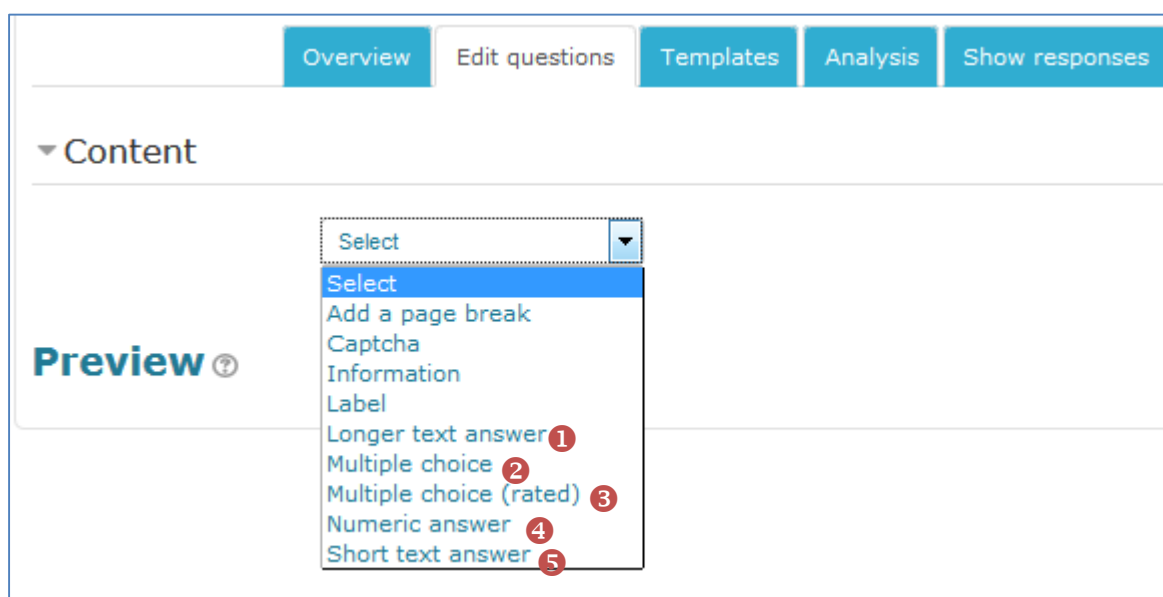 Overview Edit questions Templates Analysis Show responses
Content
Select
Select
Add a page break
Captcha
Preview ?
Information
Label
Longer text answer 1
Multiple choice 2
Multiple choice (rated) 3
Numeric answer 4
Short text answer 5